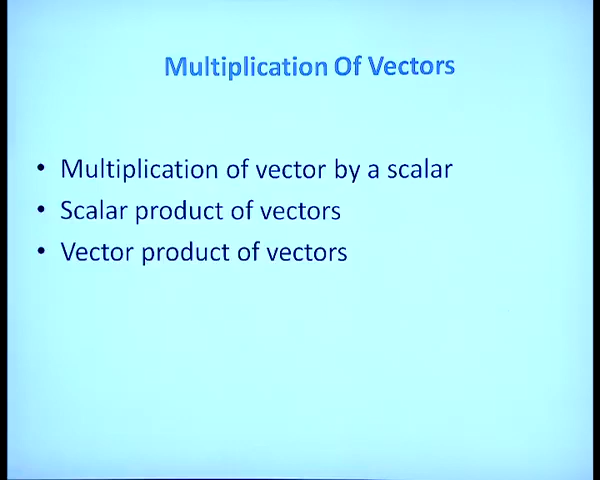 Multiplication Of Vectors
• Multiplication of vector by a scalar
• Scalar product of vectors
• Vector product of vectors